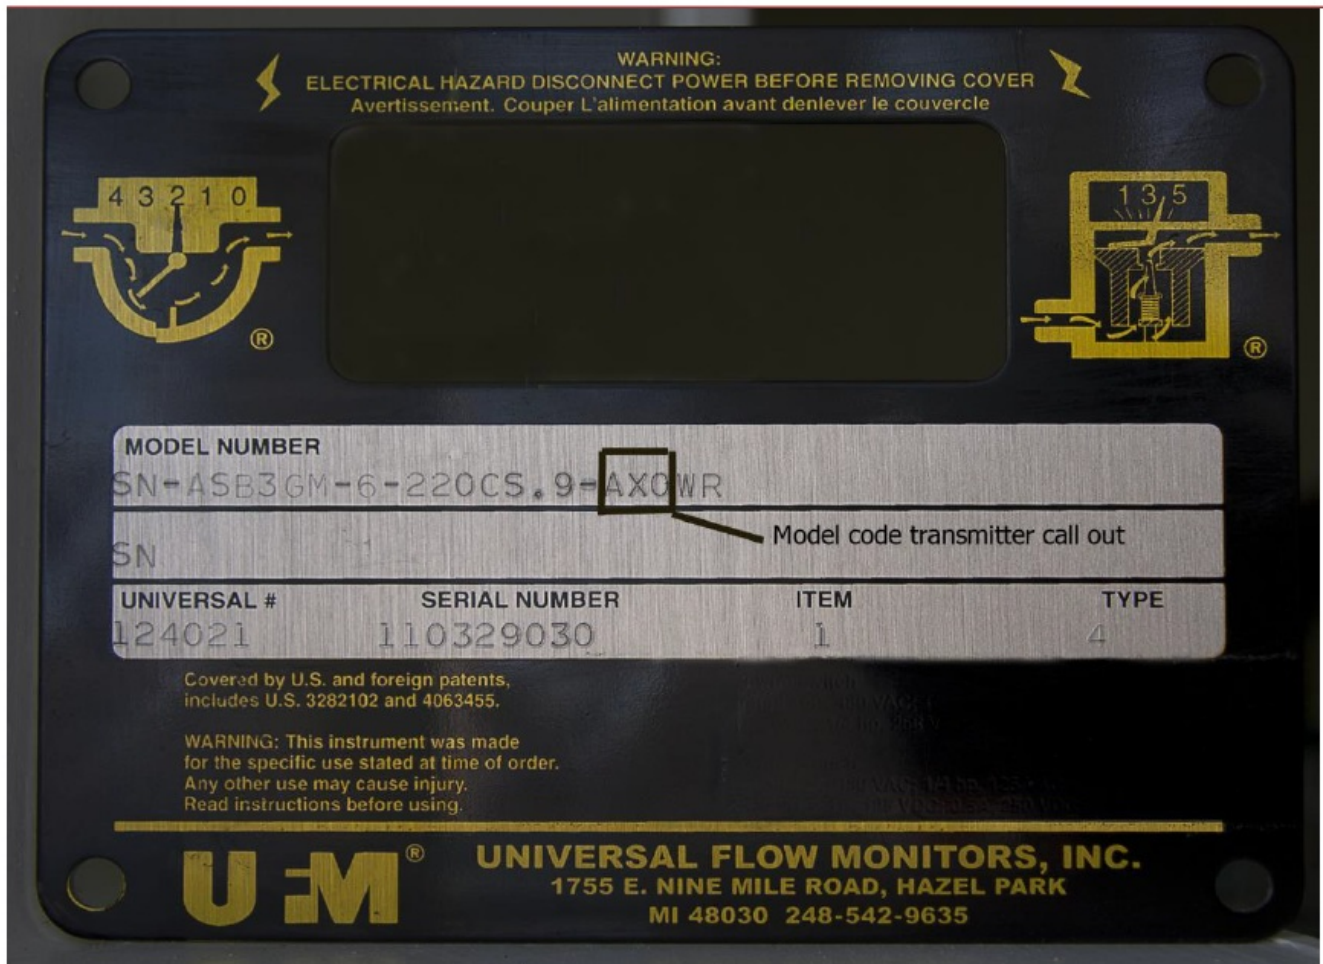 WARNING:
ELECTRICAL HAZARD DISCONNECT POWER BEFORE REMOVING COVER
Avertissement. Couper L'alimentation avant denlever le couvercle
4 3 2 1 0
1 3 5
®
®
MODEL NUMBER
SN-ASB3GM-6-220CS.9-AX0WR
Model code transmitter call out
SN
UNIVERSAL # SERIAL NUMBER ITEM TYPE
124021 110329030 1 4
Covered by U.S. and foreign patents,
includes U.S. 3282102 and 4063455.
WARNING: This instrument was made
for the specific use stated at time of order.
Any other use may cause injury.
Read instructions before using.
UFM®
UNIVERSAL FLOW MONITORS, INC.
1755 E. NINE MILE ROAD, HAZEL PARK
MI 48030 248-542-9635